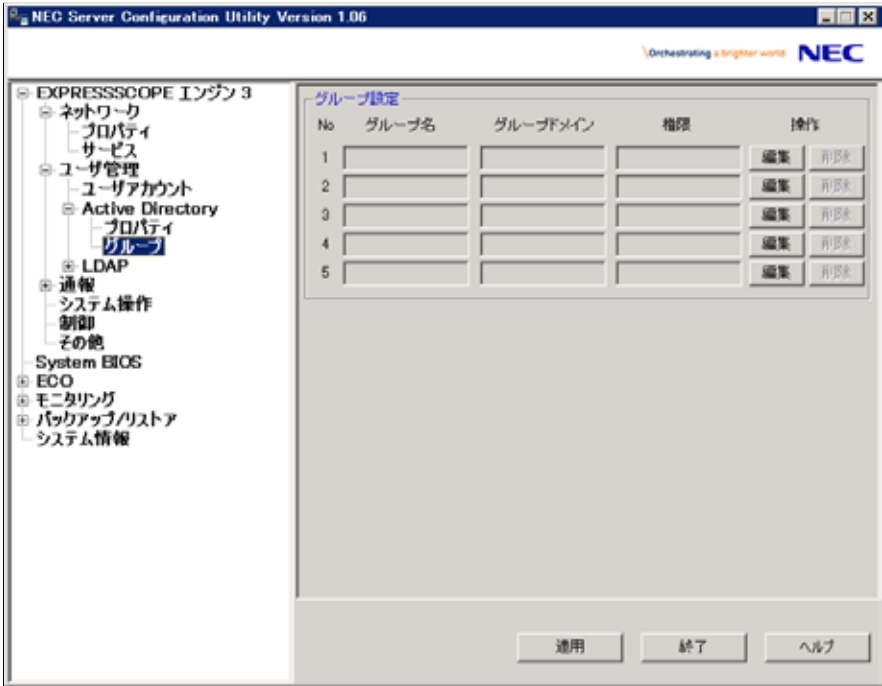 NEC Server Configuration Utility Version 1.06
\Orchestrating a brighter world NEC
EXPRESSSCOPE エンジン 3
ネットワーク
プロパティ
サービス
ユーザ管理
ユーザアカウント
Active Directory
プロパティ
グループ
LDAP
通報
システム操作
制御
その他
System BIOS
ECO
モニタリング
バックアップ/リストア
システム情報
グループ設定
No グループ名 グループドメイン 権限 操作
1 編集 削除
2 編集 削除
3 編集 削除
4 編集 削除
5 編集 削除
適用 終了 ヘルプ